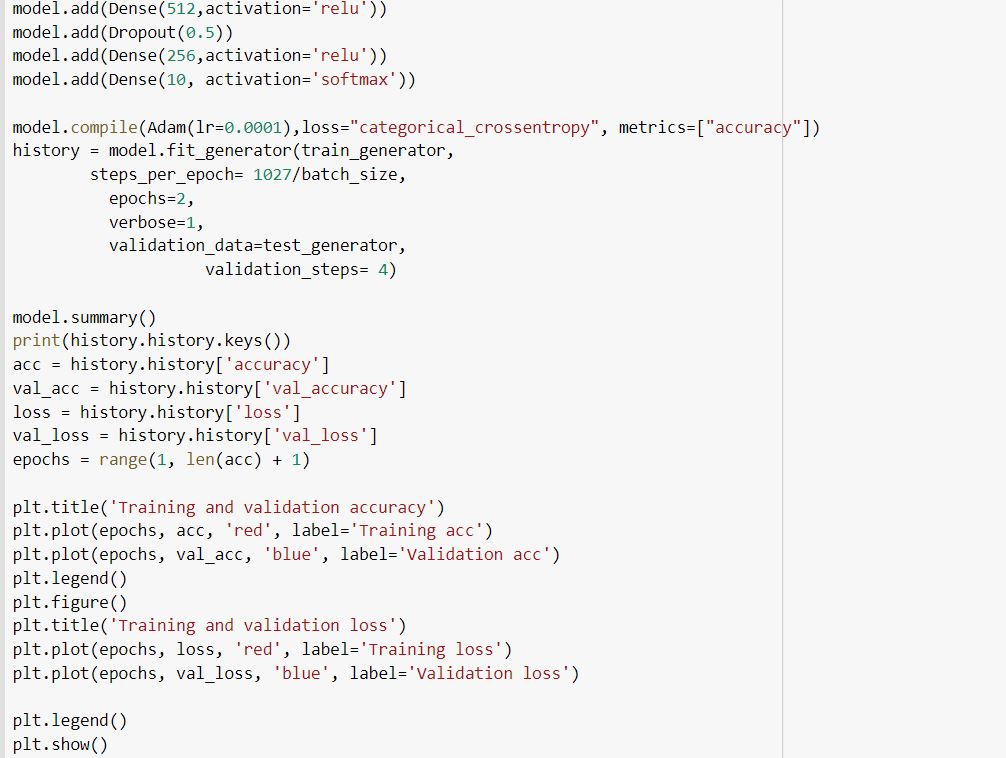 model.add(Dense(512,activation='relu'))
model.add(Dropout(0.5))
model.add(Dense(256,activation='relu'))
model.add(Dense(10, activation='softmax'))
model.compile(Adam(lr=0.0001),loss="categorical_crossentropy", metrics=["accuracy"])
history = model.fit_generator(train_generator,
steps_per_epoch= 1027/batch_size,
epochs=2,
verbose=1,
validation_data=test_generator,
validation_steps= 4)
model.summary()
print(history.history.keys())
acc = history.history['accuracy']
val_acc = history.history['val_accuracy']
loss = history.history['loss']
val_loss = history.history['val_loss']
epochs = range(1, len(acc) + 1)
plt.title('Training and validation accuracy')
plt.plot(epochs, acc, 'red', label='Training acc')
plt.plot(epochs, val_acc, 'blue', label='Validation acc')
plt.legend()
plt.figure()
plt.title('Training and validation loss')
plt.plot(epochs, loss, 'red', label='Training loss')
plt.plot(epochs, val_loss, 'blue', label='Validation loss')
plt.legend()
plt.show()